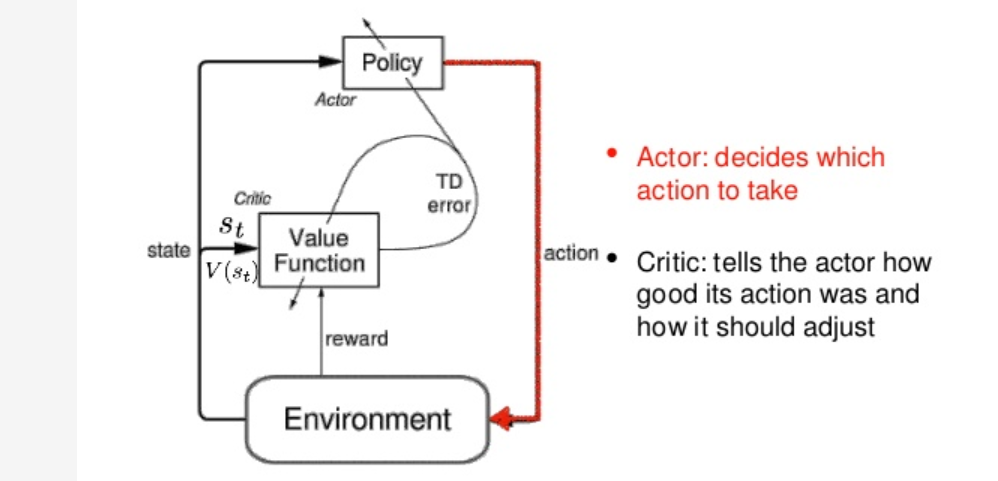 Policy
Actor
TD
error
Critic
s_t
state
V(s_t)
Value
Function
action
reward
Environment
• Actor: decides which
action to take
• Critic: tells the actor how
good its action was and
how it should adjust